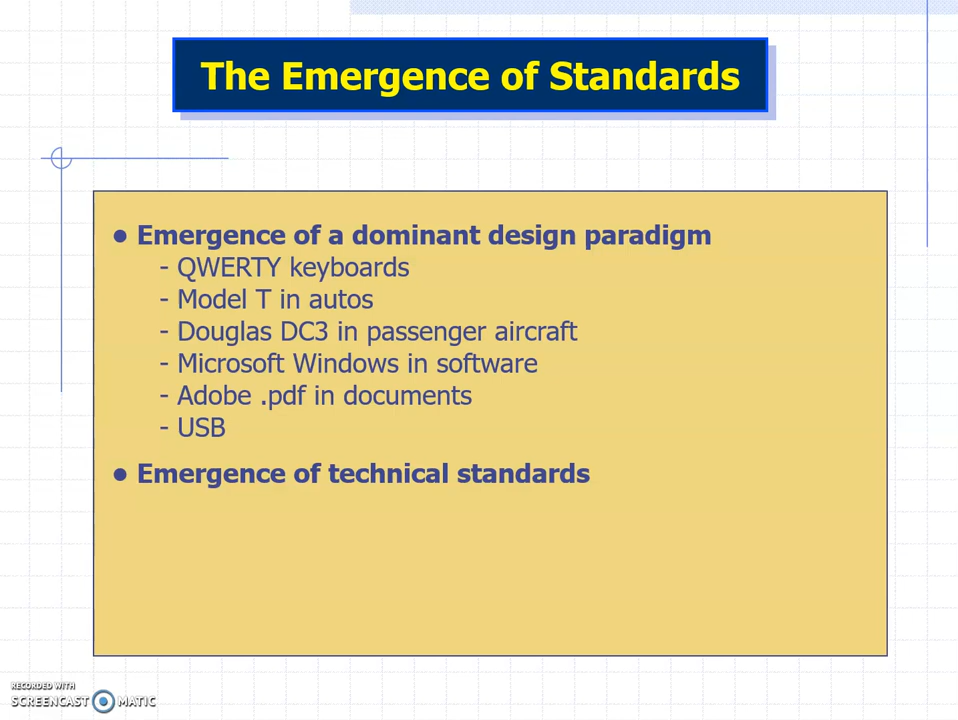 The Emergence of Standards
● Emergence of a dominant design paradigm
- QWERTY keyboards
- Model T in autos
- Douglas DC3 in passenger aircraft
- Microsoft Windows in software
- Adobe .pdf in documents
- USB
● Emergence of technical standards
RECORDED WITH
SCREENCAST MATIC